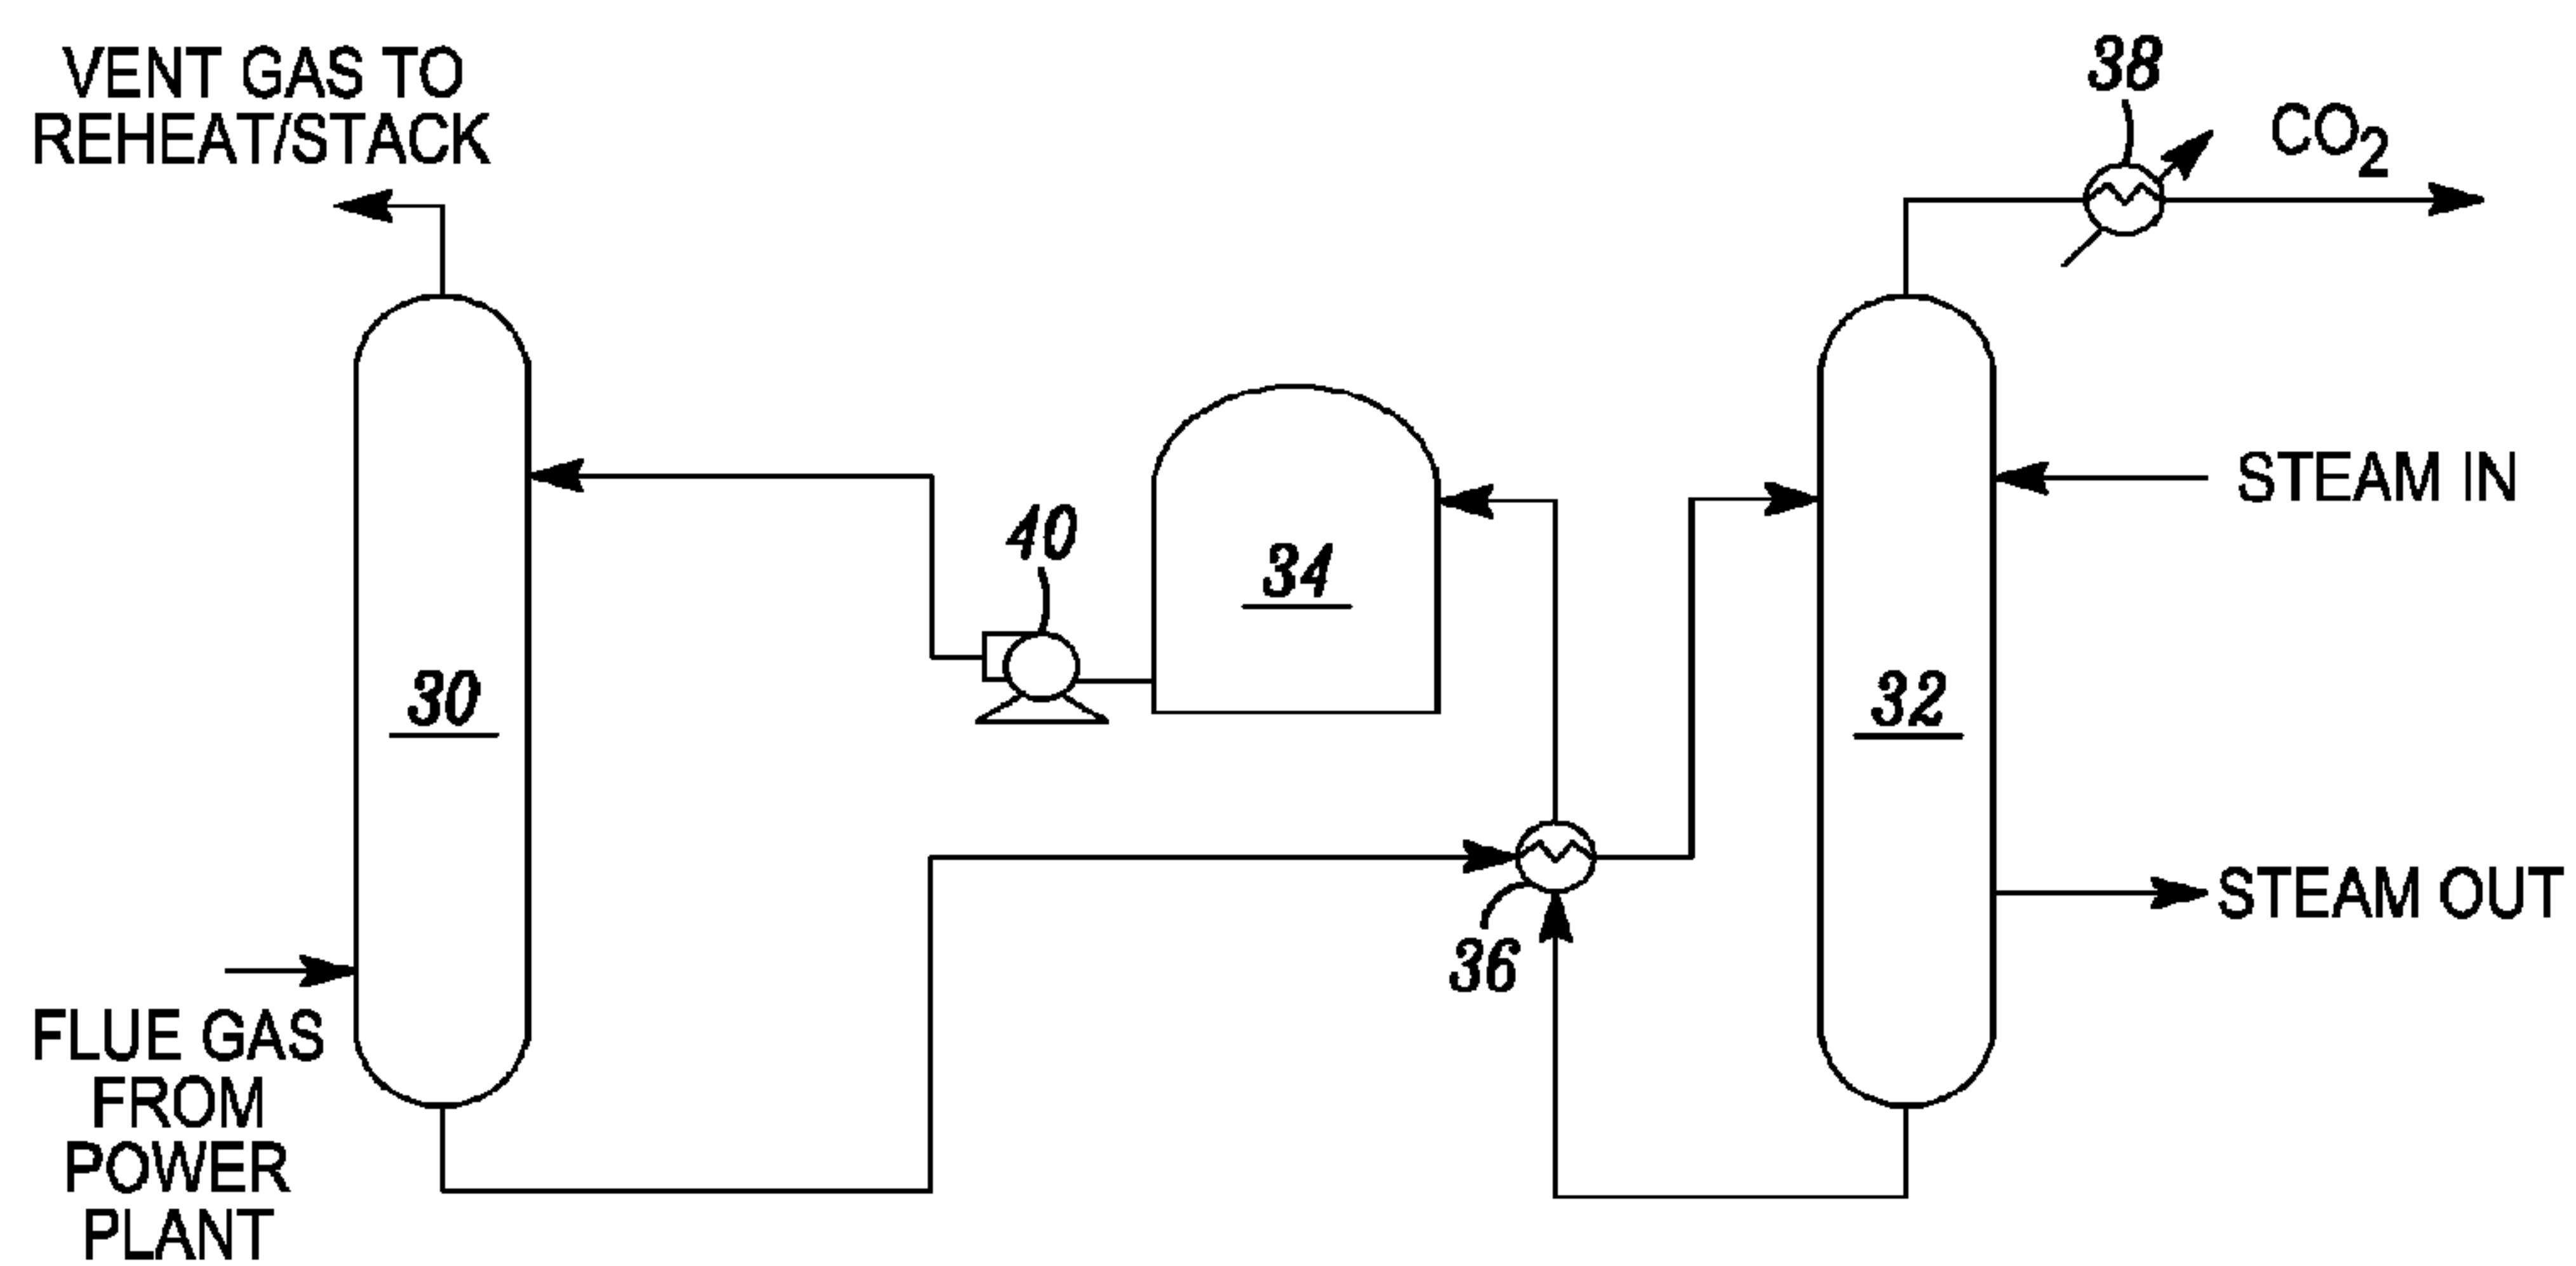 VENT GAS TO
REHEAT/STACK
38
CO₂
STEAM IN
40
34
30
32
36
STEAM OUT
FLUE GAS
FROM
POWER
PLANT